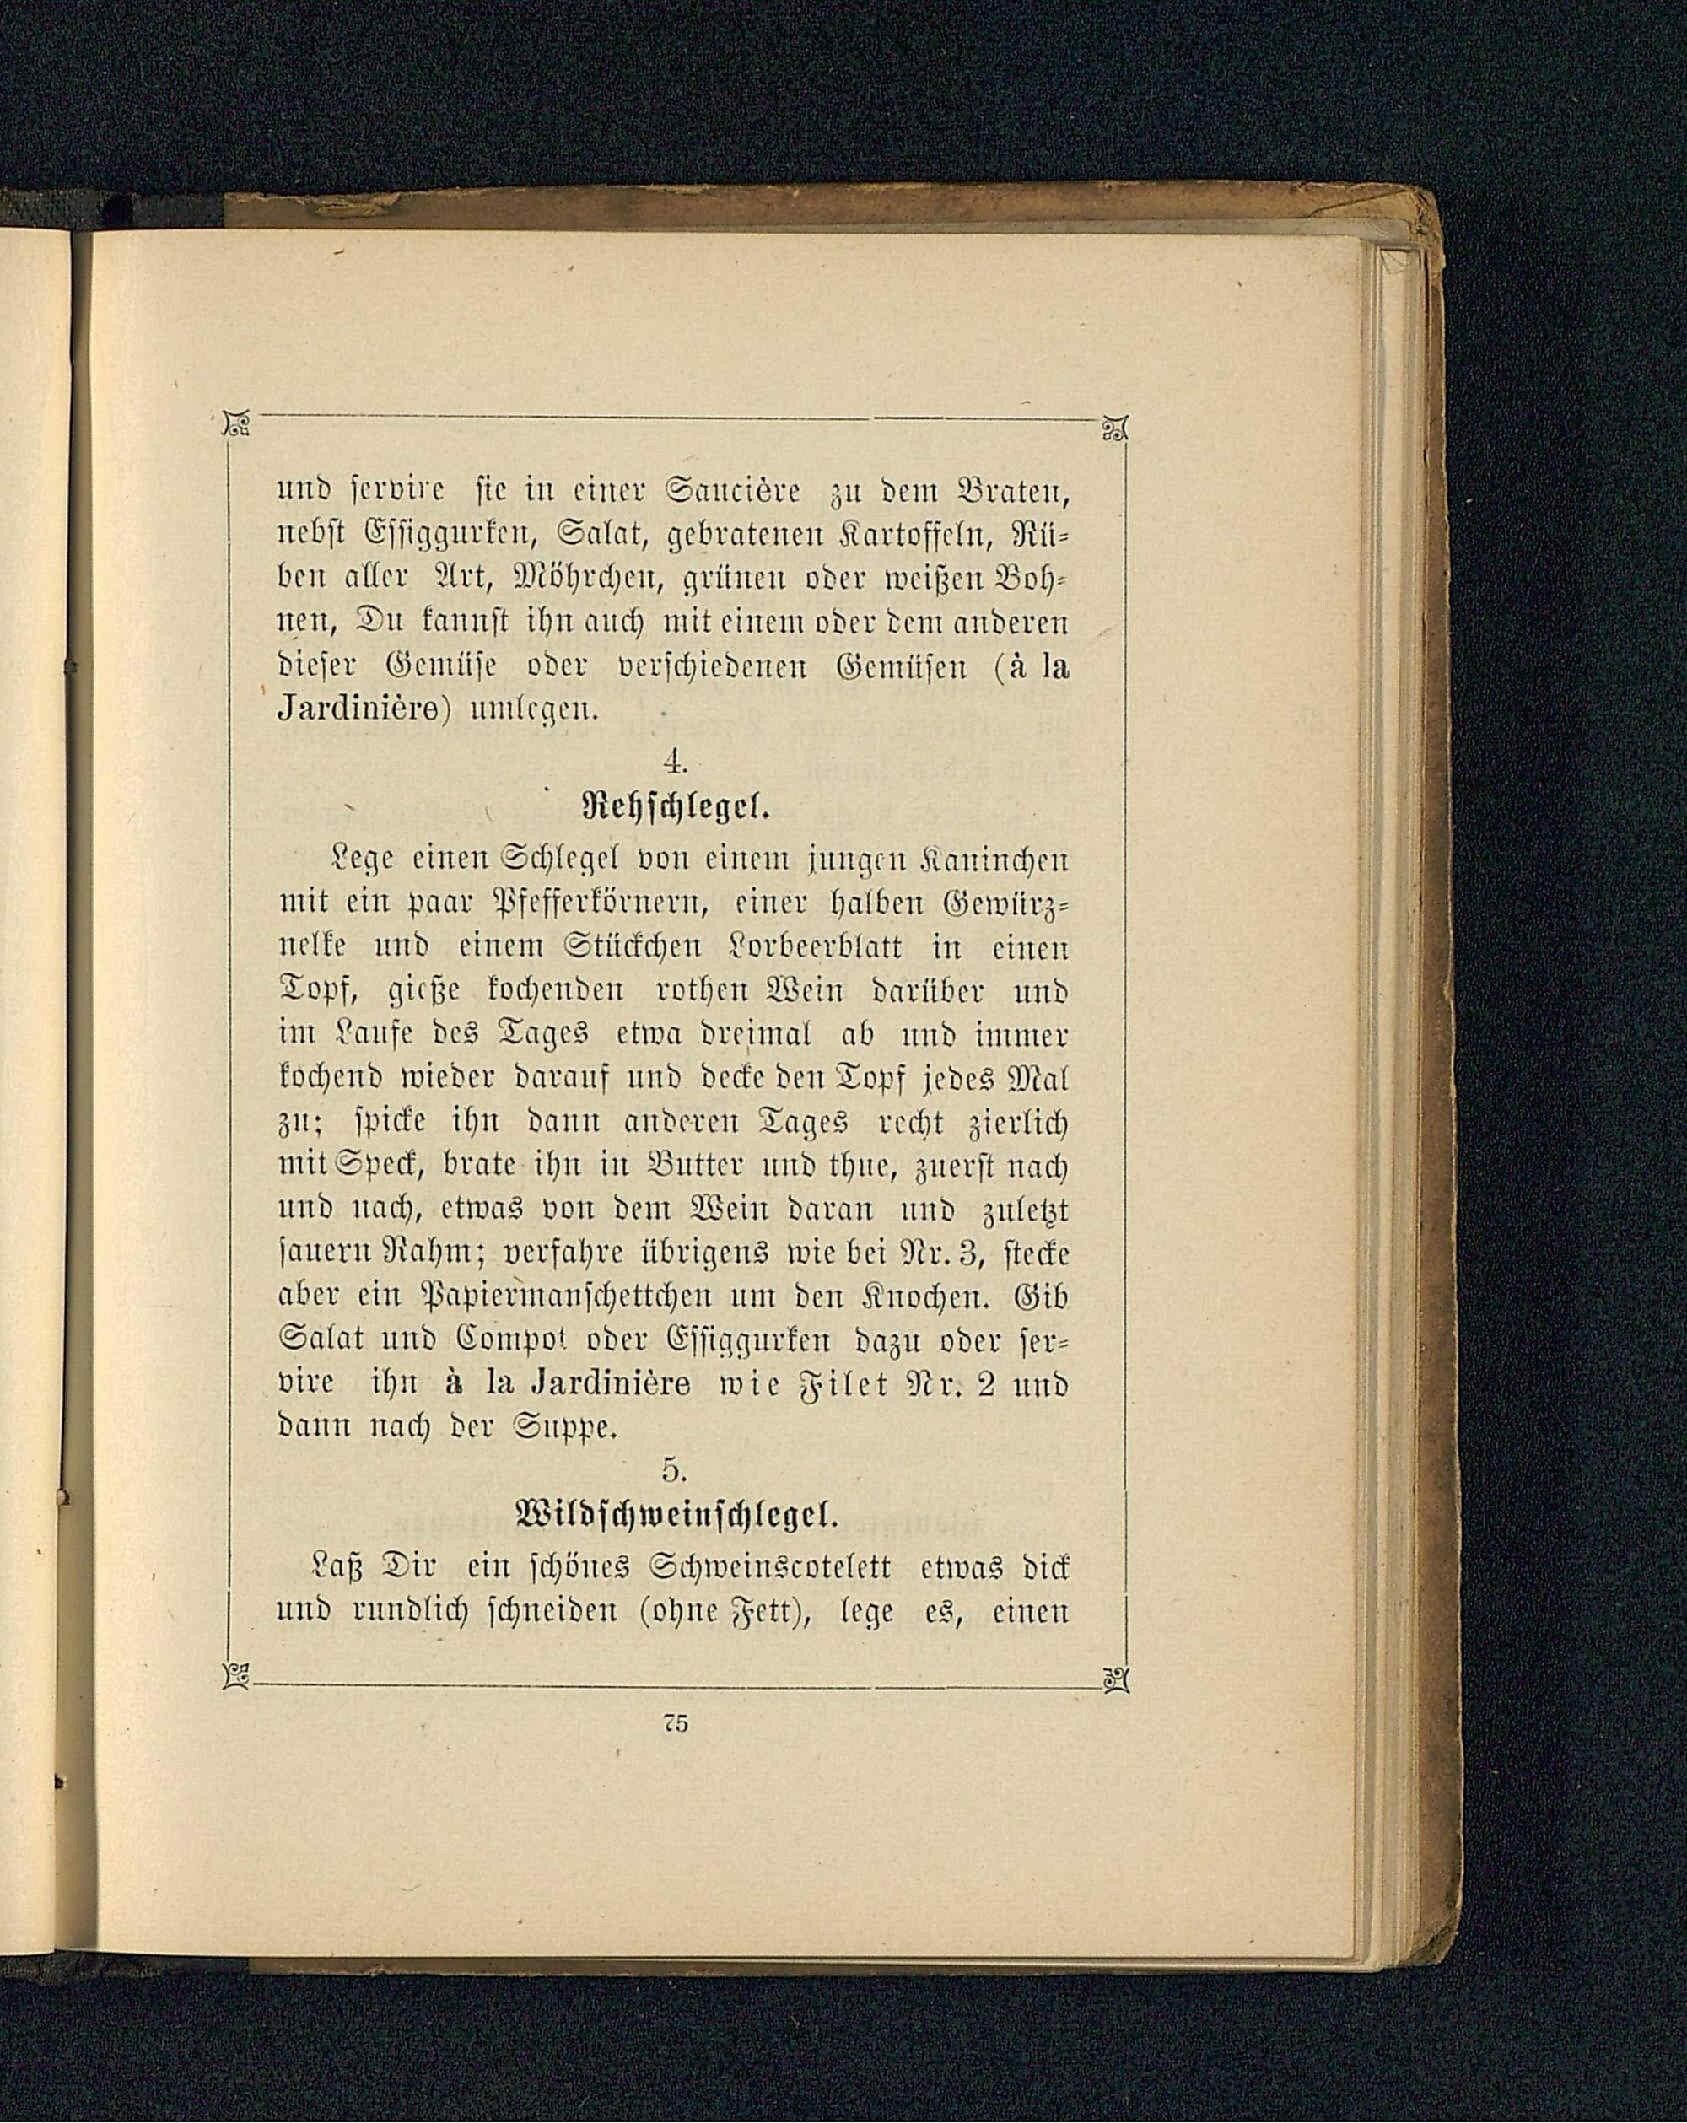 und servire sie in einer Saucière zu dem Braten,
nebst Essiggurken, Salat, gebratenen Kartoffeln, Rü-
ben aller Art, Möhrchen, grünen oder weißen Boh-
nen, Du kannst ihn auch mit einem oder dem anderen
dieser Gemüse oder verschiedenen Gemüsen (à la
Jardinière) umlegen.
4.
Rehschlegel.
Lege einen Schlegel von einem jungen Kaninchen
mit ein paar Pfefferkörnern, einer halben Gewürz-
nelke und einem Stückchen Lorbeerblatt in einen
Topf, gieße kochenden rothen Wein darüber und
im Laufe des Tages etwa dreimal ab und immer
kochend wieder darauf und decke den Topf jedes Mal
zu; spicke ihn dann anderen Tages recht zierlich
mit Speck, brate ihn in Butter und thue, zuerst nach
und nach, etwas von dem Wein daran und zuletzt
sauern Rahm; verfahre übrigens wie bei Nr. 3, stecke
aber ein Papiermanschettchen um den Knochen. Gib
Salat und Compot oder Essiggurken dazu oder ser-
vire ihn à la Jardinière wie Filet Nr. 2 und
dann nach der Suppe.
5.
Wildschweinschlegel.
Laß Dir ein schönes Schweinscotelett etwas dick
und rundlich schneiden (ohne Fett), lege es, einen
75